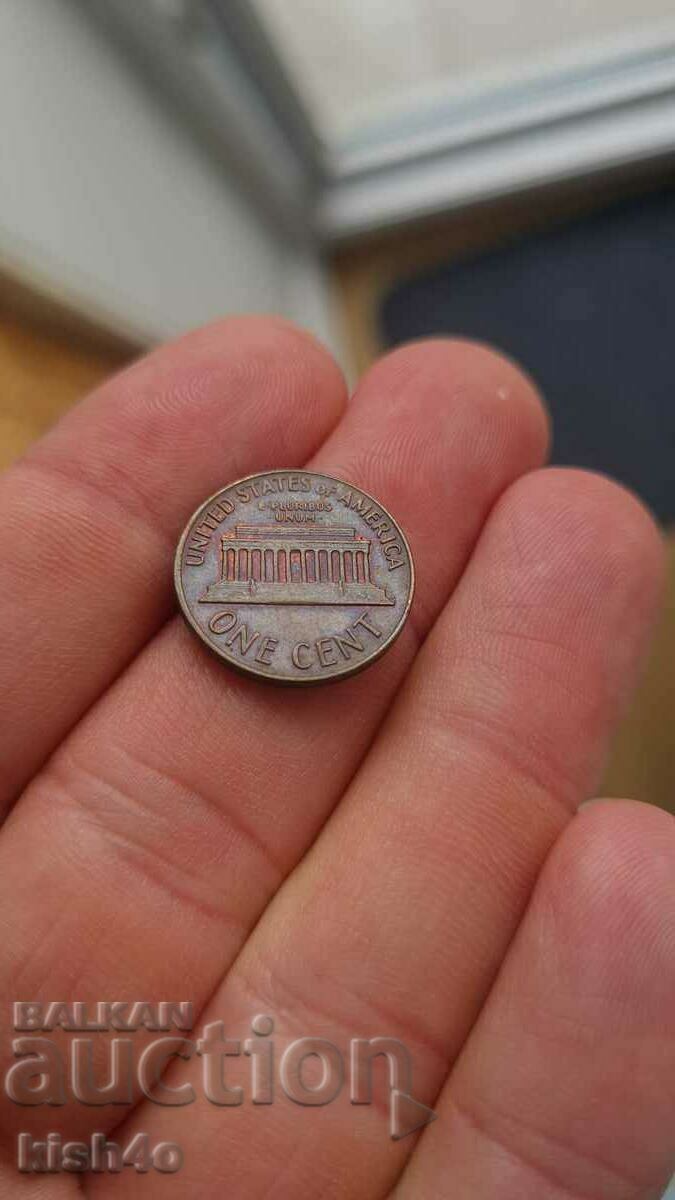 UNITED STATES OF AMERICA
E·PLURIBUS
UNUM
ONE CENT
BALKAN
auction
kish4o